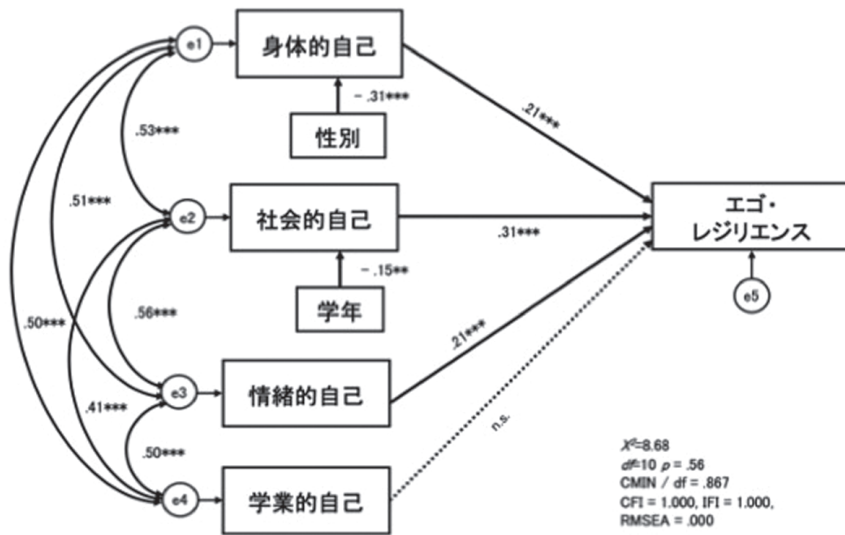 e1
身体的自己
－.31***
性別
.21***
.53***
.51***
e2
社会的自己
.31***
エゴ・
レジリエンス
－.15**
学年
e5
.50***
.56***
.21***
e3
情緒的自己
.41***
n.s.
.50***
e4
学業的自己
X²=8.68
df=10 p = .56
CMIN / df = .867
CFI = 1.000, IFI = 1.000,
RMSEA = .000